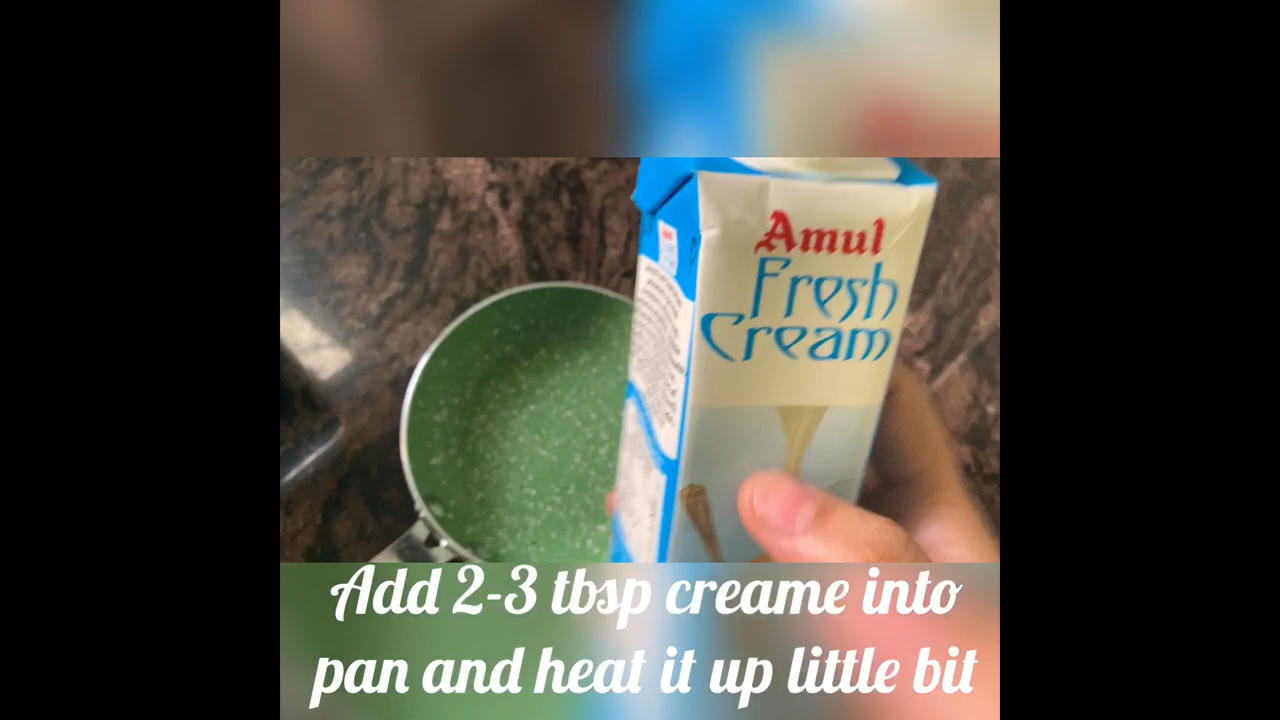 Amul
Fresh
Cream
Add 2-3 tbsp creame into
pan and heat it up little bit